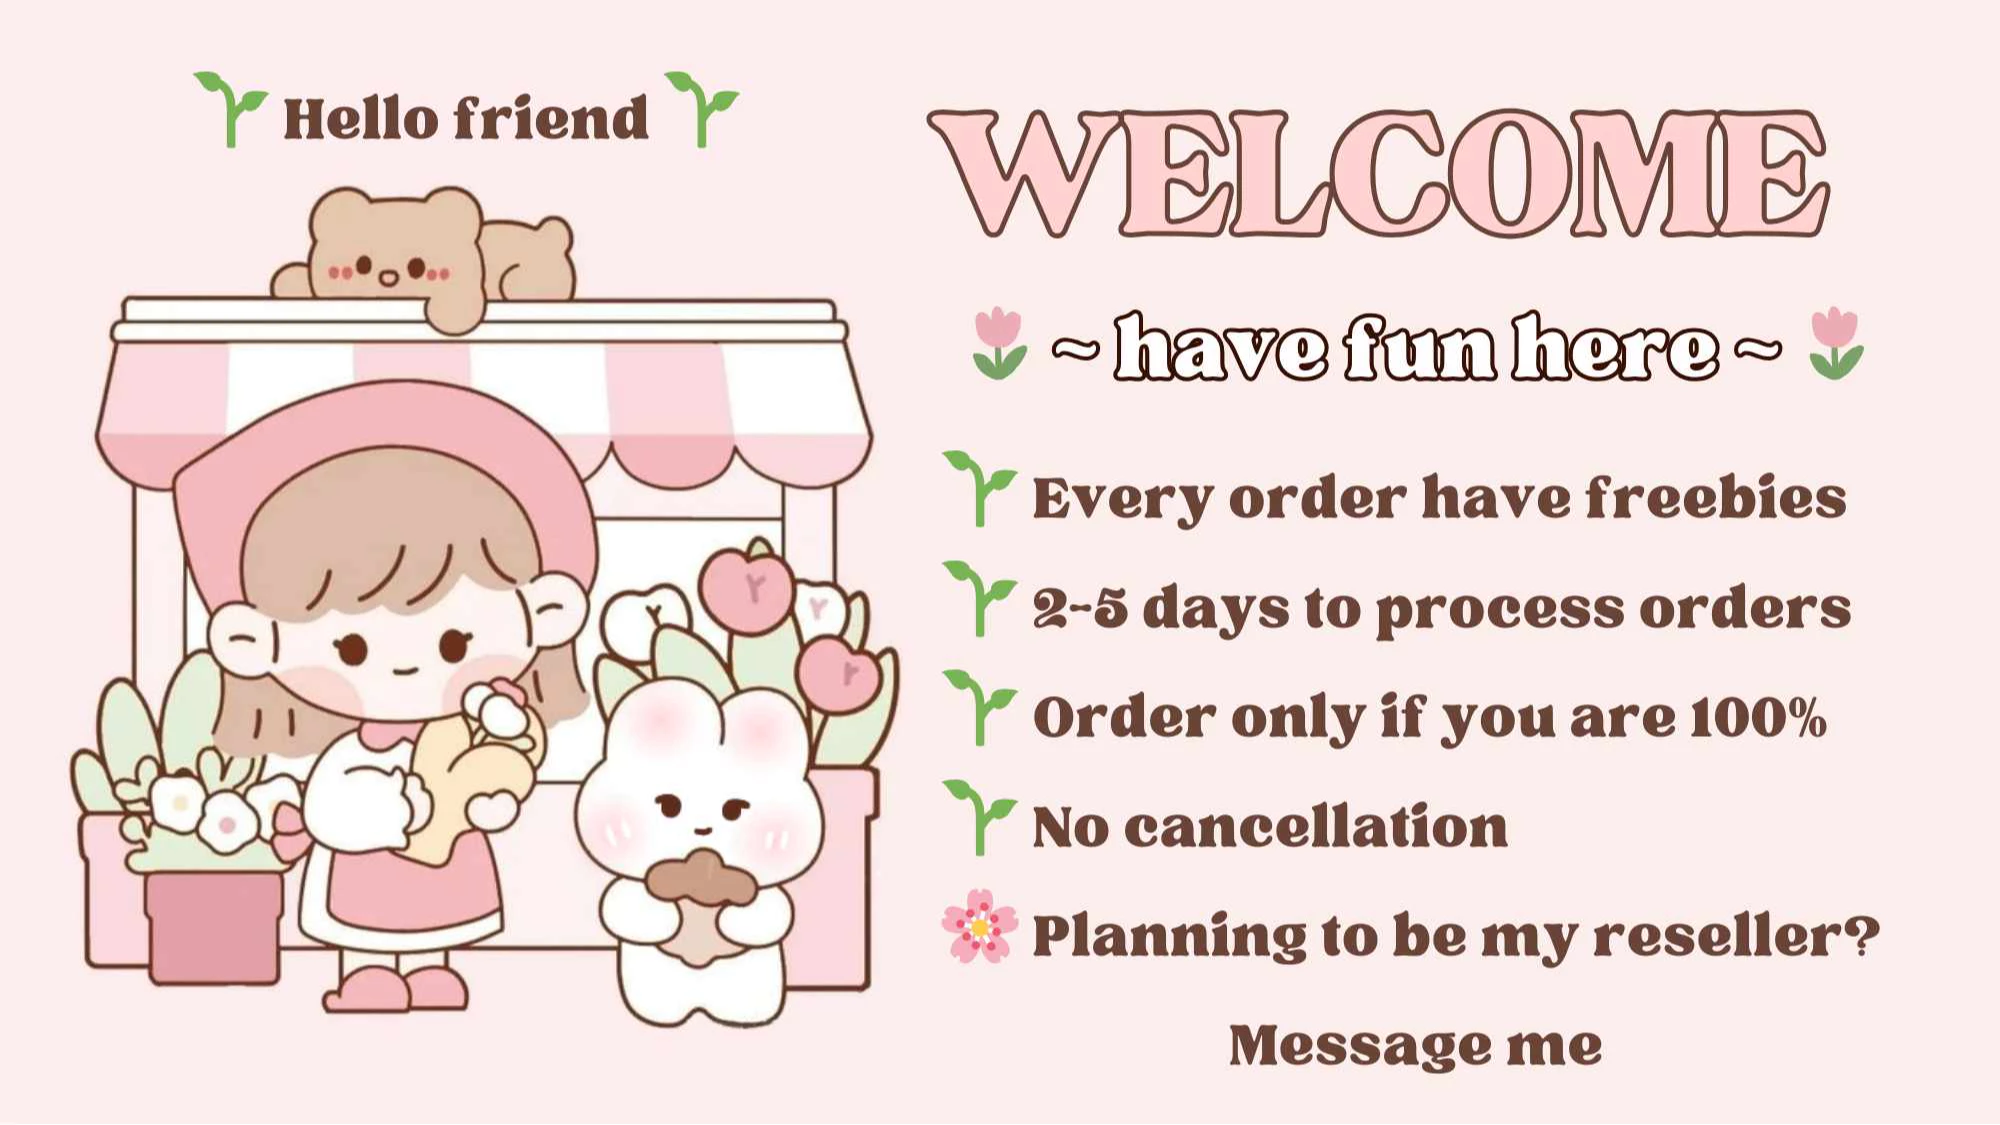 🌱 Hello friend 🌱
WELCOME
🌷 ~ have fun here ~ 🌷
🌱 Every order have freebies
🌱 2-5 days to process orders
🌱 Order only if you are 100%
🌱 No cancellation
🌸 Planning to be my reseller?
Message me